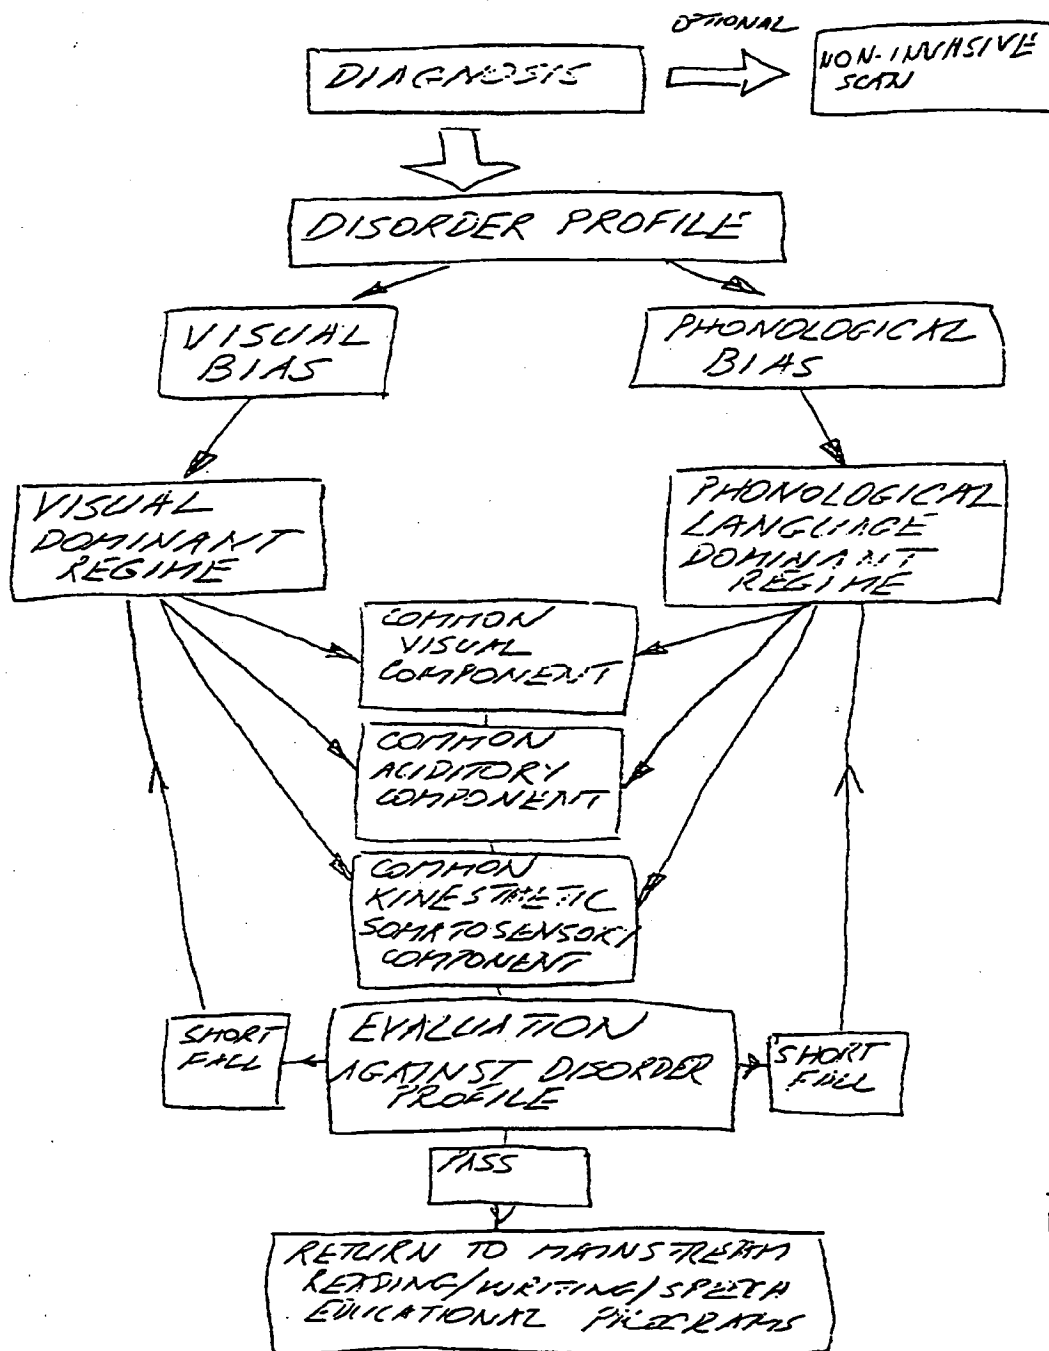 OPTIONAL
DIAGNOSIS
NON-INVASIVE
SCAN
DISORDER PROFILE
VISUAL
BIAS
PHONOLOGICAL
BIAS
VISUAL
DOMINANT
REGIME
PHONOLOGICAL
LANGUAGE
DOMINANT
REGIME
COMMON
VISUAL
COMPONENT
COMMON
AUDITORY
COMPONENT
COMMON
KINESTHETIC
SOMATOSENSORY
COMPONENT
SHORT
FALL
EVALUATION
AGAINST DISORDER
PROFILE
SHORT
FALL
PASS
RETURN TO MAINSTREAM
READING/WRITING/SPEECH
EDUCATIONAL PROGRAMS